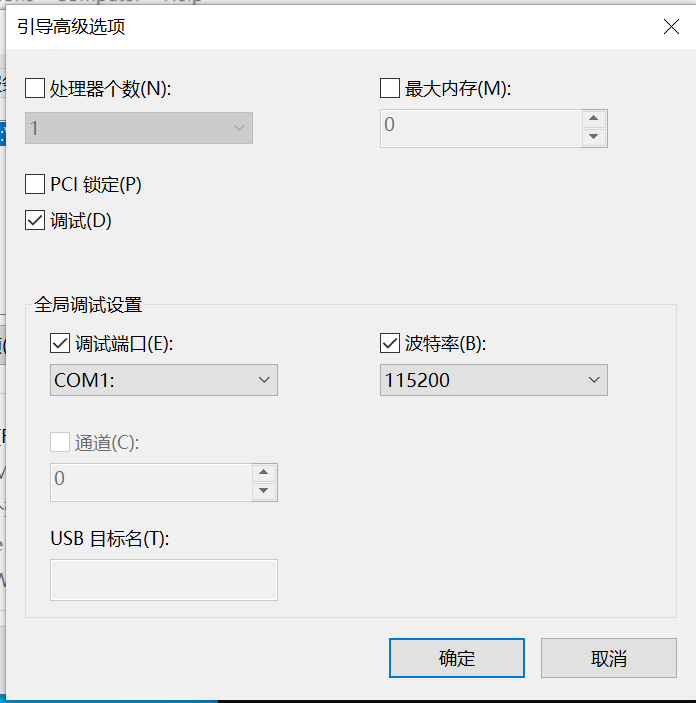 引导高级选项
处理器个数(N):
最大内存(M):
1
0
PCI 锁定(P)
调试(D)
全局调试设置
调试端口(E):
波特率(B):
COM1:
115200
通道(C):
0
USB 目标名(T):
确定
取消